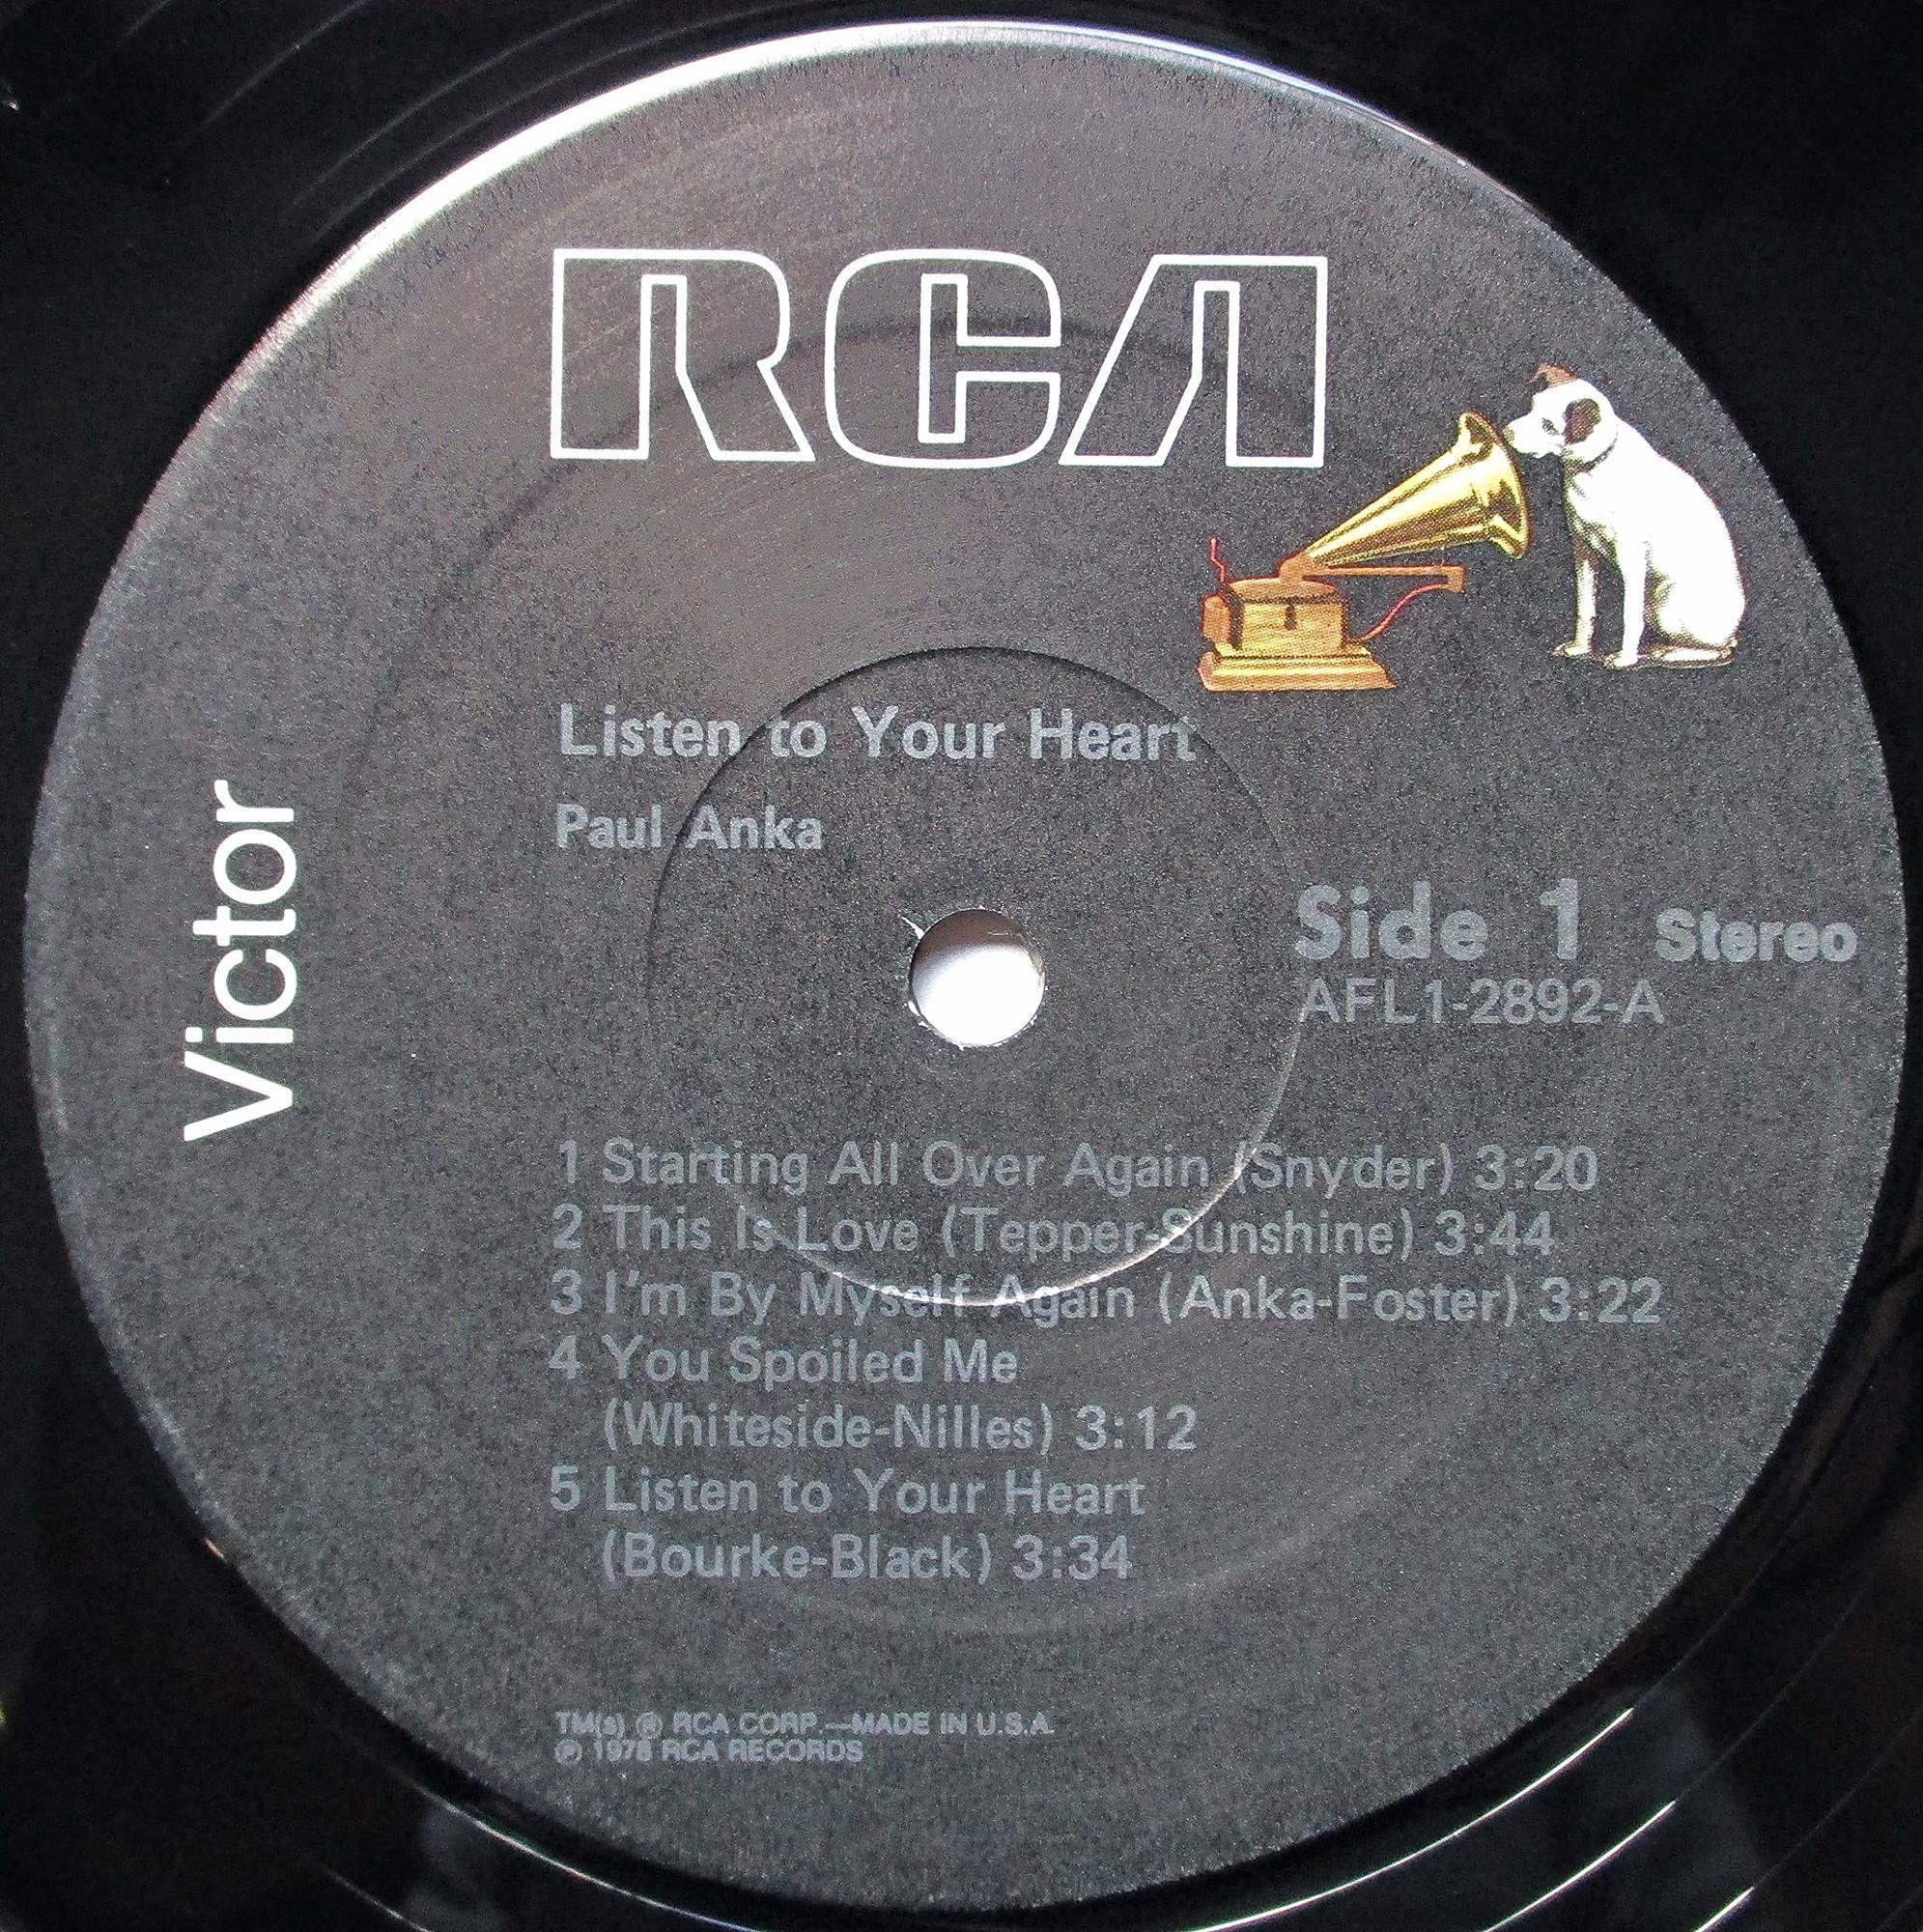 RCA
Victor
Listen to Your Heart
Paul Anka
Side 1 Stereo
AFL1-2892-A
1 Starting All Over Again (Snyder) 3:20
2 This Is Love (Tepper-Sunshine) 3:44
3 I'm By Myself Again (Anka-Foster) 3:22
4 You Spoiled Me
(Whiteside-Nilles) 3:12
5 Listen to Your Heart
(Bourke-Black) 3:34
TM(s) ® RCA CORP.—MADE IN U.S.A.
℗ 1978 RCA RECORDS